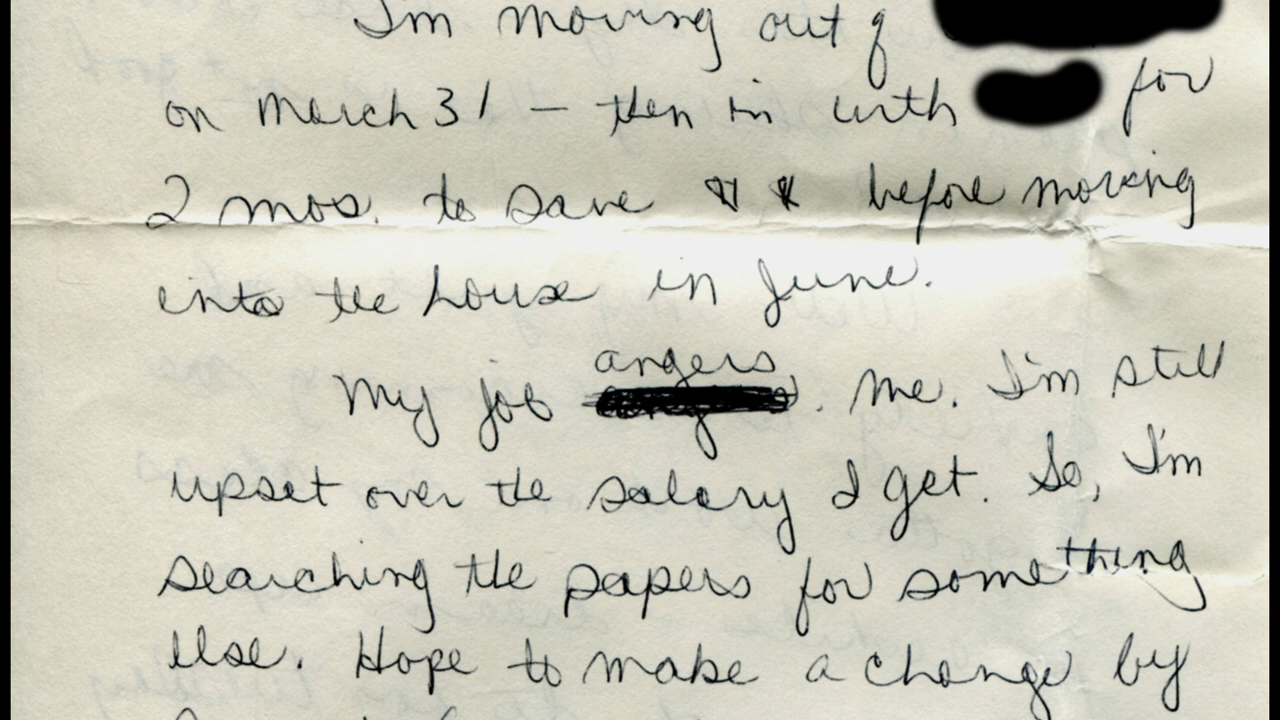 I'm moving out of
on March 31 – then in with for
2 mos. to save $ $ before moving
into the house in June.
angers
My job me. I'm still
upset over the salary I get. So, I'm
searching the papers for something
else. Hope to make a change by